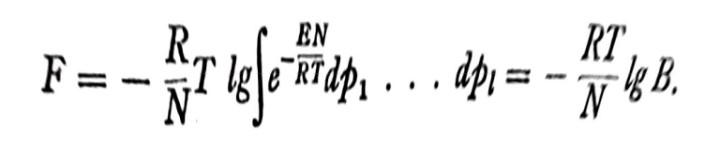 F = − R/N T lg ∫ e^{−EN/RT} dp₁ . . . dp_l = − RT/N lg B.